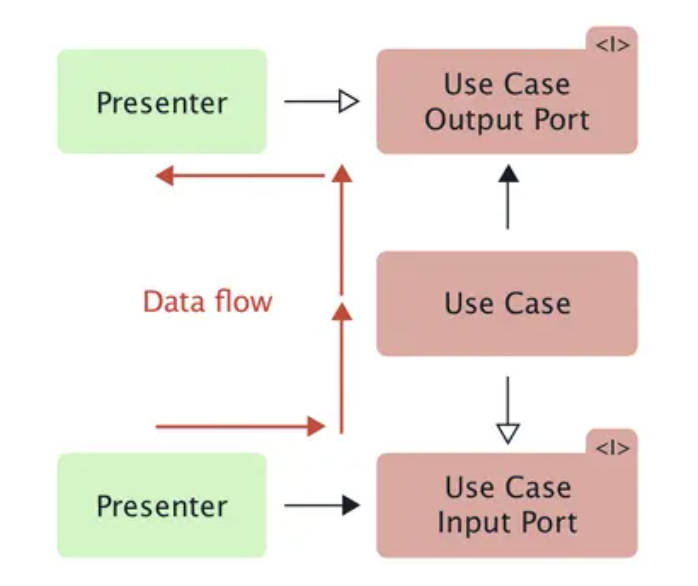 <I>
Presenter
Use Case
Output Port
Data flow
Use Case
<I>
Presenter
Use Case
Input Port